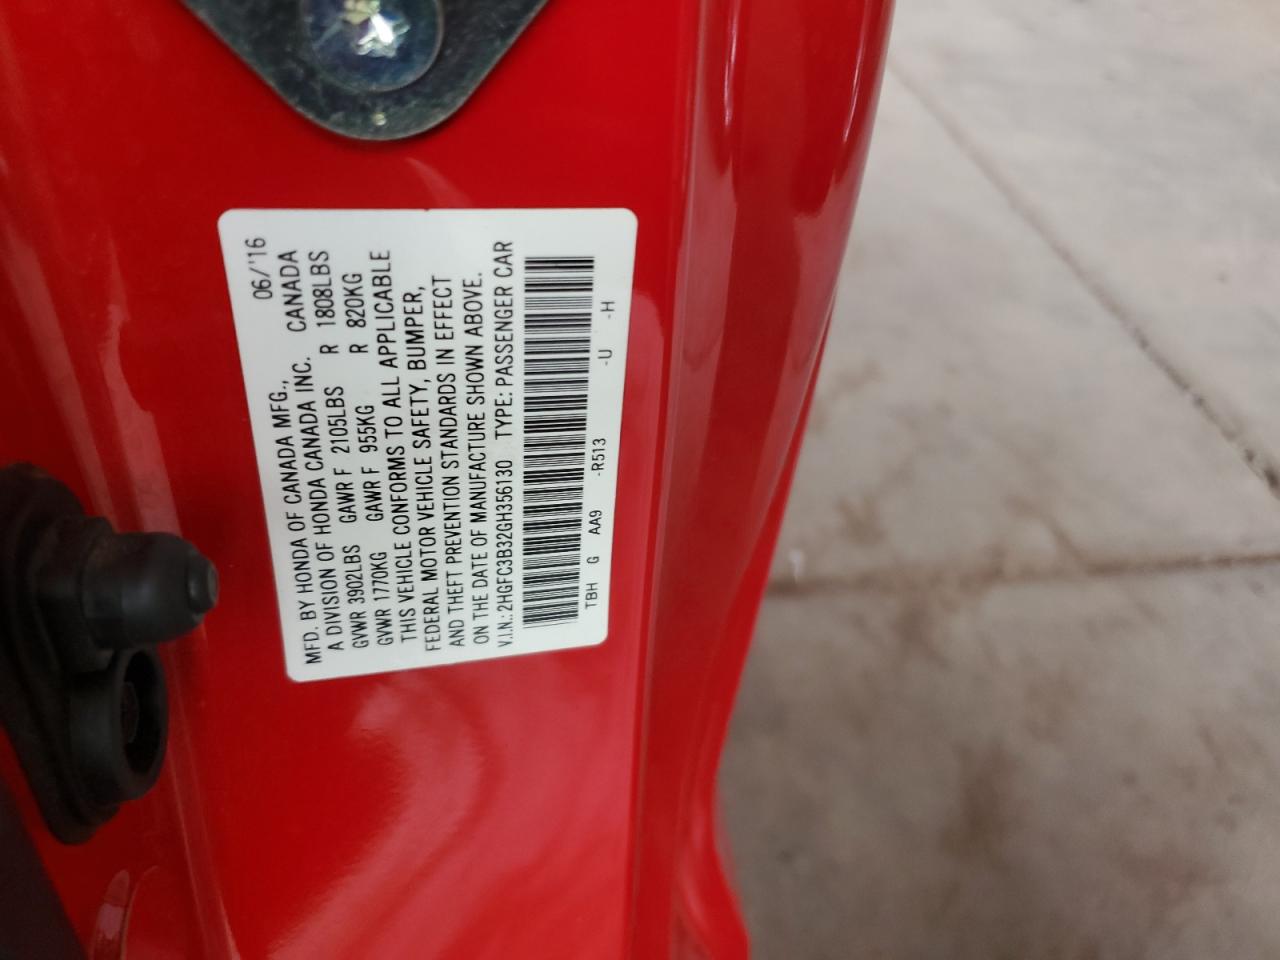 06/'16
MFD. BY HONDA OF CANADA MFG., CANADA
A DIVISION OF HONDA CANADA INC.
GVWR 3902LBS GAWR F 2105LBS R 1808LBS
GVWR 1770KG GAWR F 955KG R 820KG
THIS VEHICLE CONFORMS TO ALL APPLICABLE
FEDERAL MOTOR VEHICLE SAFETY, BUMPER,
AND THEFT PREVENTION STANDARDS IN EFFECT
ON THE DATE OF MANUFACTURE SHOWN ABOVE.
V.I.N.: 2HGFC3B32GH356130 TYPE: PASSENGER CAR
TBH G AA9 -R513 -U -H